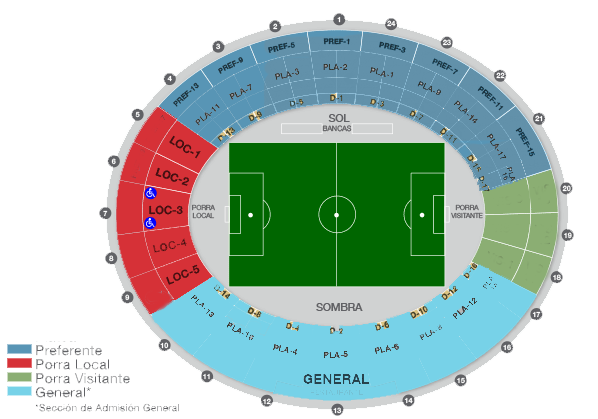 1
2
24
3
23
4
22
5
21
6
20
7
19
8
18
9
17
10
16
11
15
12
14
13
PREF-13
PREF-9
PREF-5
PREF-1
PREF-3
PREF-7
PREF-11
PREF-15
PLA-11
PLA-7
PLA-3
PLA-2
PLA-1
PLA-9
PLA-14
PLA-17
D-13
D-9
D-5
D-1
D-3
D-7
D-11
D-15
D-17
SOL
BANCAS
LOC-1
LOC-2
LOC-3
LOC-4
LOC-5
PORRA
LOCAL
PORRA
VISITANTE
SOMBRA
D-14
D-8
D-4
D-2
D-6
D-10
D-12
D-16
PLA-13
PLA-10
PLA-4
PLA-5
PLA-6
PLA-8
PLA-12
GENERAL
Preferente
Porra Local
Porra Visitante
General*
*Sección de Admisión General